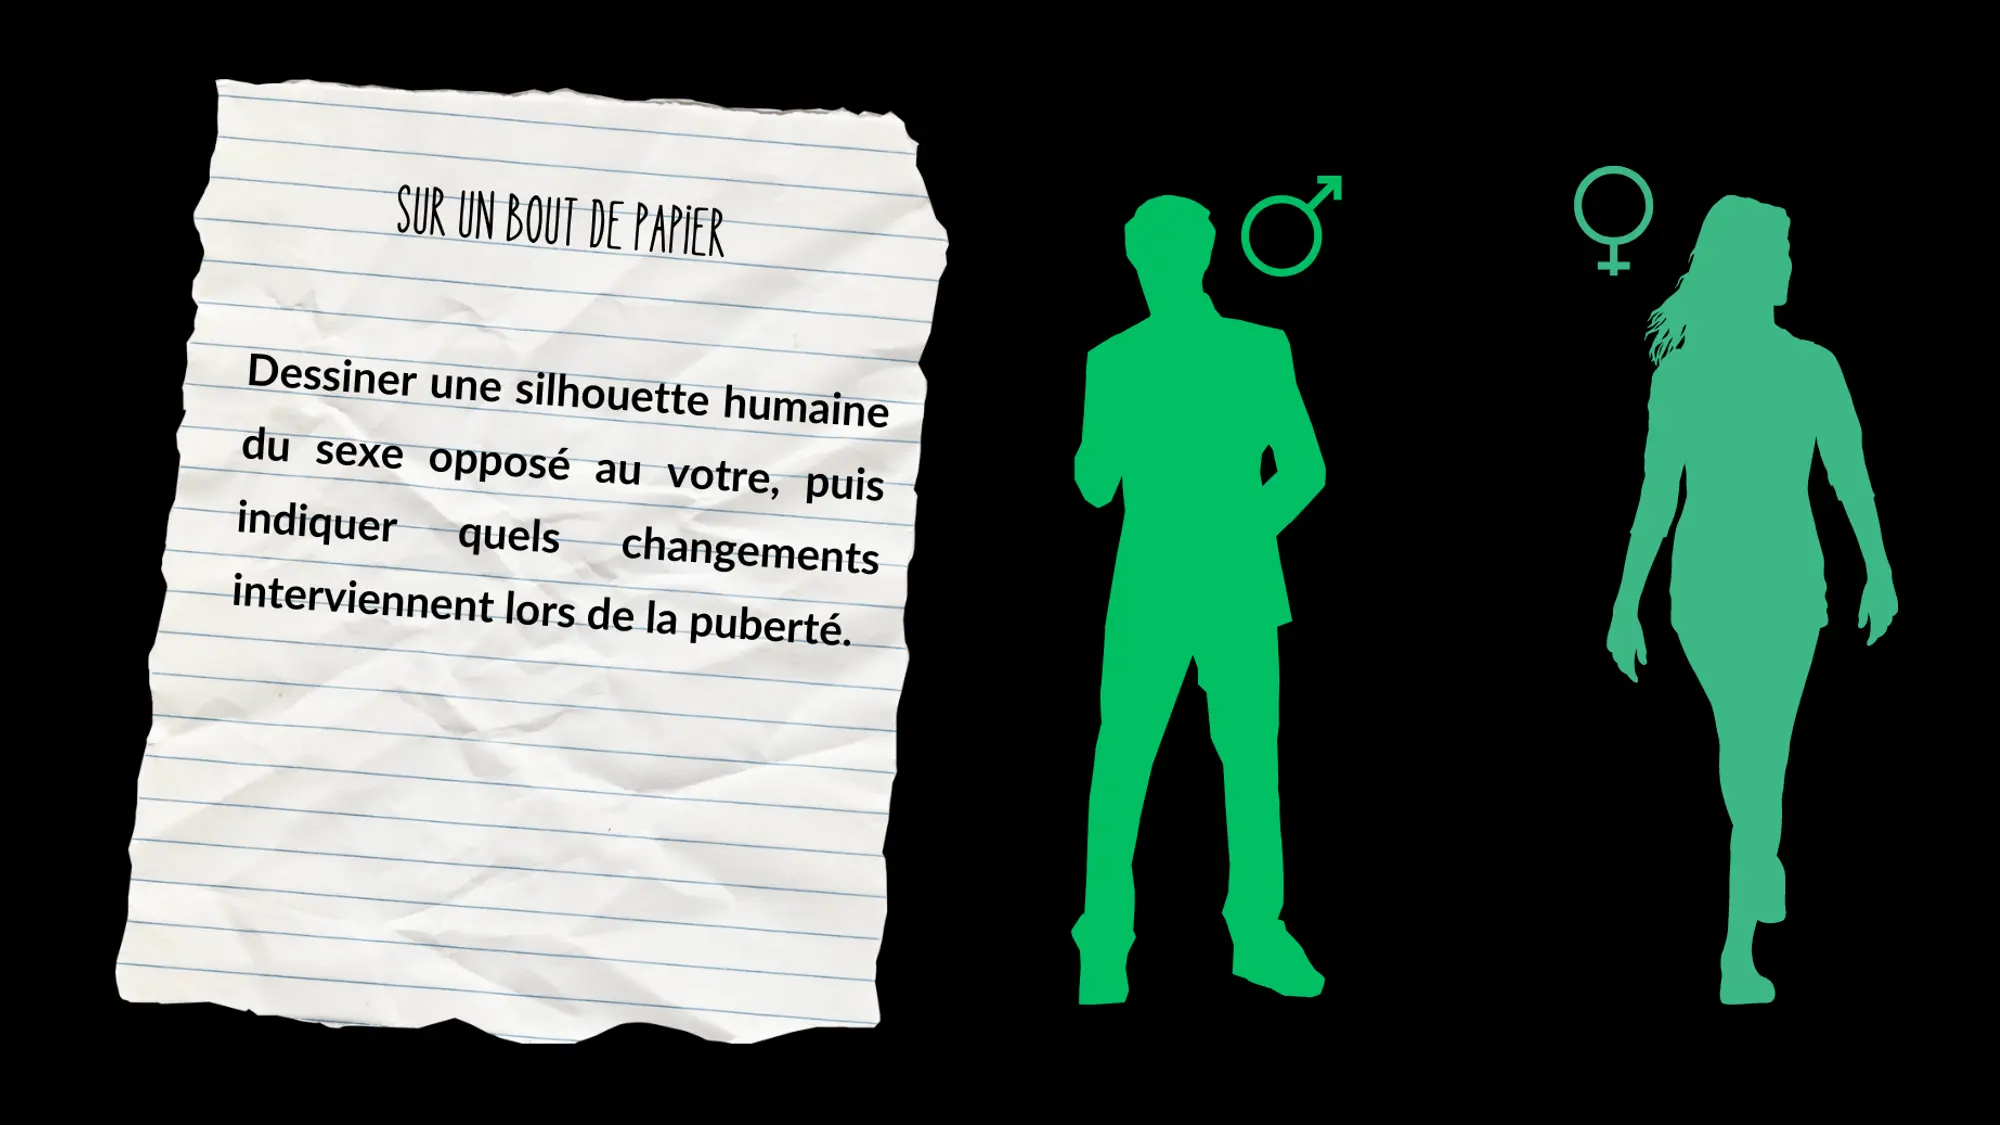 SUR UN BOUT DE PAPiER
Dessiner une silhouette humaine
du sexe opposé au votre, puis
indiquer quels changements
interviennent lors de la puberté.